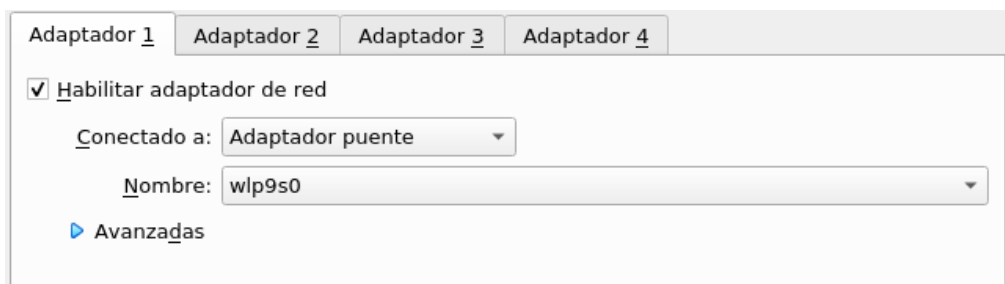 Adaptador 1 Adaptador 2 Adaptador 3 Adaptador 4
Habilitar adaptador de red
Conectado a: Adaptador puente
Nombre: wlp9s0
Avanzadas